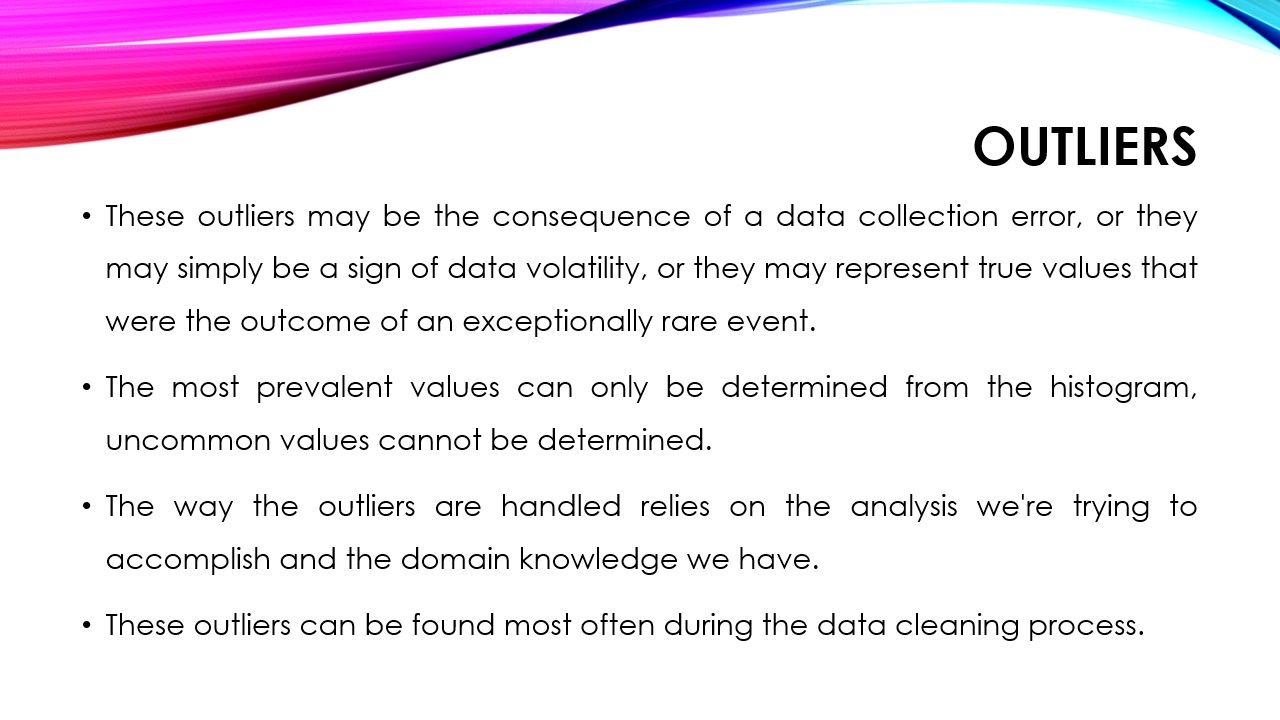 OUTLIERS
• These outliers may be the consequence of a data collection error, or they
may simply be a sign of data volatility, or they may represent true values that
were the outcome of an exceptionally rare event.
• The most prevalent values can only be determined from the histogram,
uncommon values cannot be determined.
• The way the outliers are handled relies on the analysis we're trying to
accomplish and the domain knowledge we have.
• These outliers can be found most often during the data cleaning process.